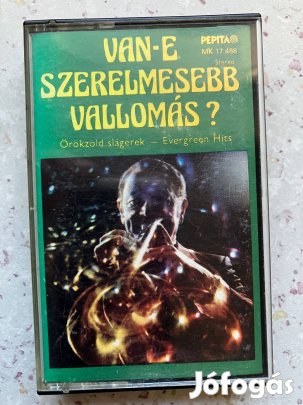 VAN-E
SZERELMESEBB
VALLOMÁS?
PEPITA
MK 17 488
Stereo
Örökzöld slágerek — Evergreen Hits
Jófogás